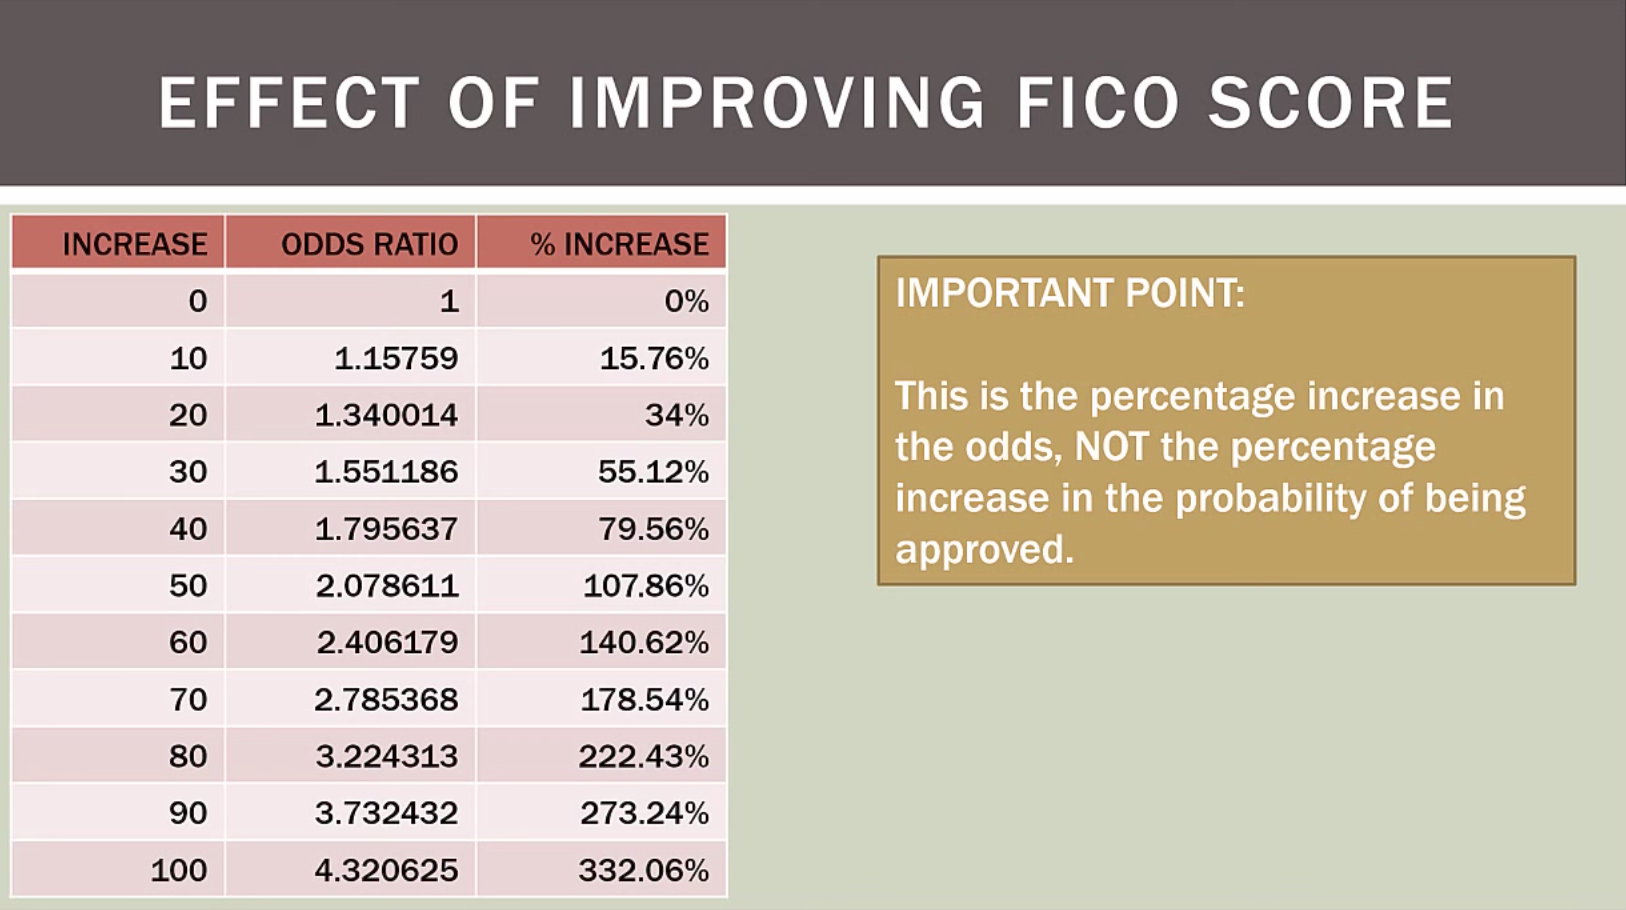 EFFECT OF IMPROVING FICO SCORE
INCREASE ODDS RATIO % INCREASE
0 1 0%
10 1.15759 15.76%
20 1.340014 34%
30 1.551186 55.12%
40 1.795637 79.56%
50 2.078611 107.86%
60 2.406179 140.62%
70 2.785368 178.54%
80 3.224313 222.43%
90 3.732432 273.24%
100 4.320625 332.06%
IMPORTANT POINT:
This is the percentage increase in
the odds, NOT the percentage
increase in the probability of being
approved.